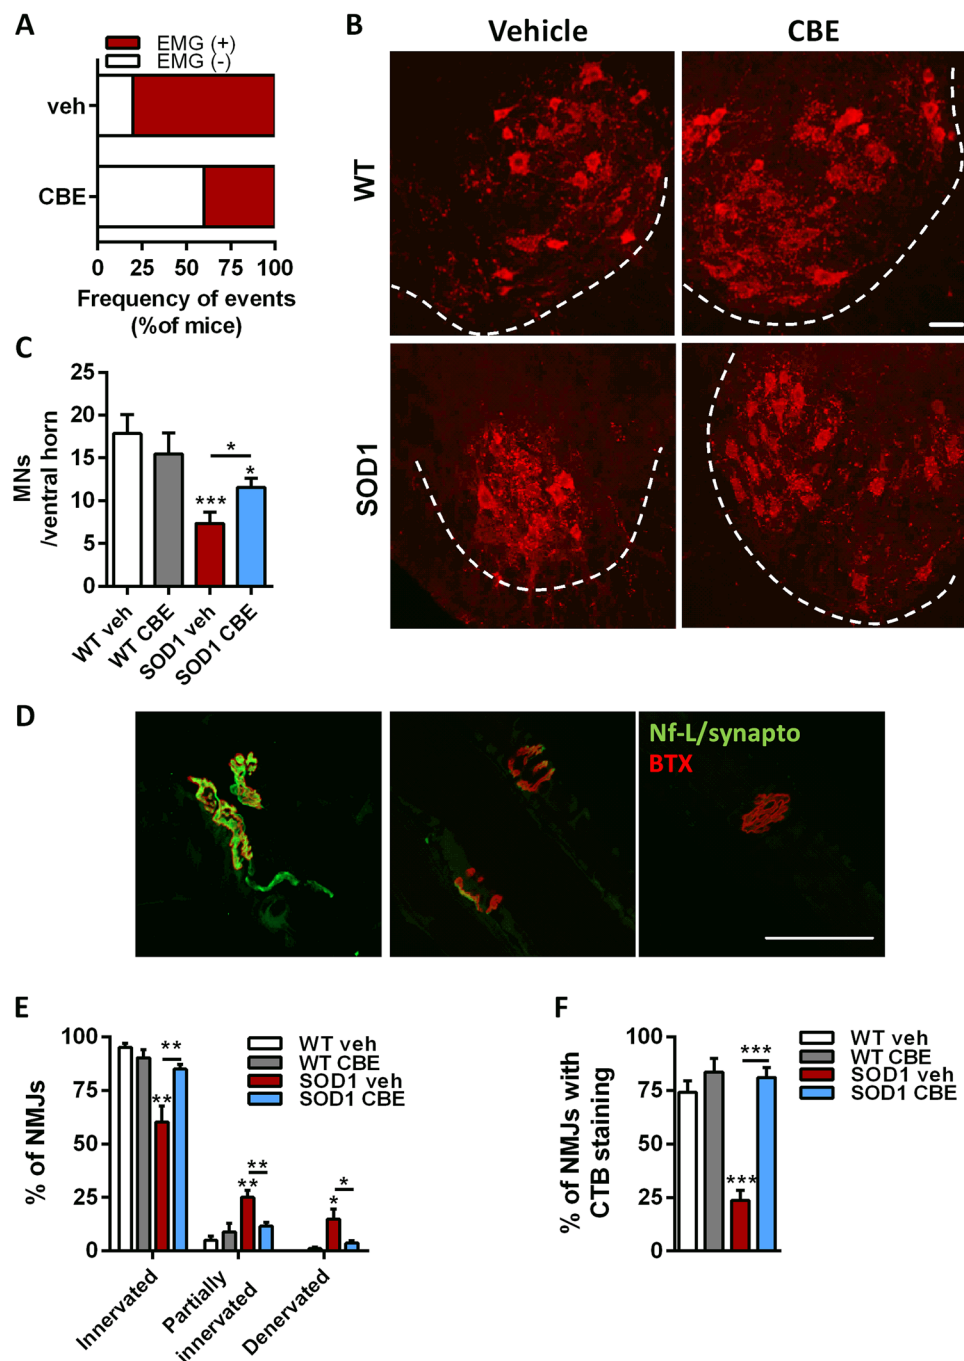 A
EMG (+)
EMG (-)
veh
CBE
0 25 50 75 100
Frequency of events
(%of mice)
B
Vehicle CBE
WT
SOD1
C
MNs
/ventral horn
25
20
15
10
5
0
***
*
*
WT veh
WT CBE
SOD1 veh
SOD1 CBE
D
Nf-L/synapto
BTX
E
% of NMJs
100
75
50
25
0
WT veh
WT CBE
SOD1 veh
SOD1 CBE
**
**
**
**
*
*
Innervated
Partially
innervated
Denervated
F
% of NMJs with
CTB staining
100
75
50
25
0
WT veh
WT CBE
SOD1 veh
SOD1 CBE
***
***